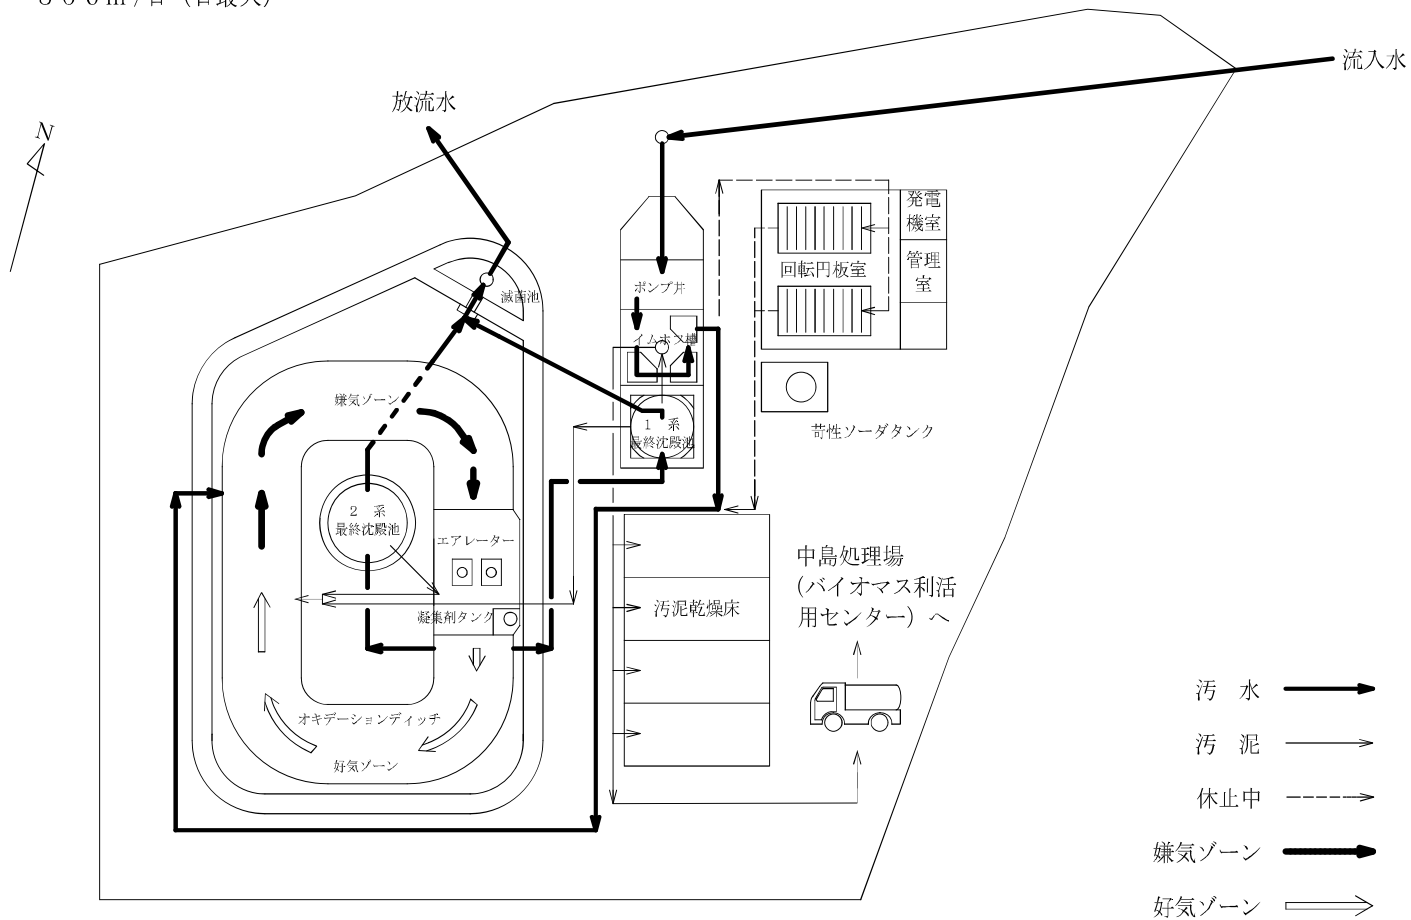 流入水
放流水
N
発電
機室
管理
室
回転円板室
ポンプ井
滅菌池
イムホフ槽
嫌気ゾーン
1 系
最終沈殿池
苛性ソーダタンク
2 系
最終沈殿池
エアレーター
中島処理場
(バイオマス利活
用センター) へ
汚泥乾燥床
凝集剤タンク
オキデーションディッチ
好気ゾーン
汚 水
汚 泥
休止中
嫌気ゾーン
好気ゾーン